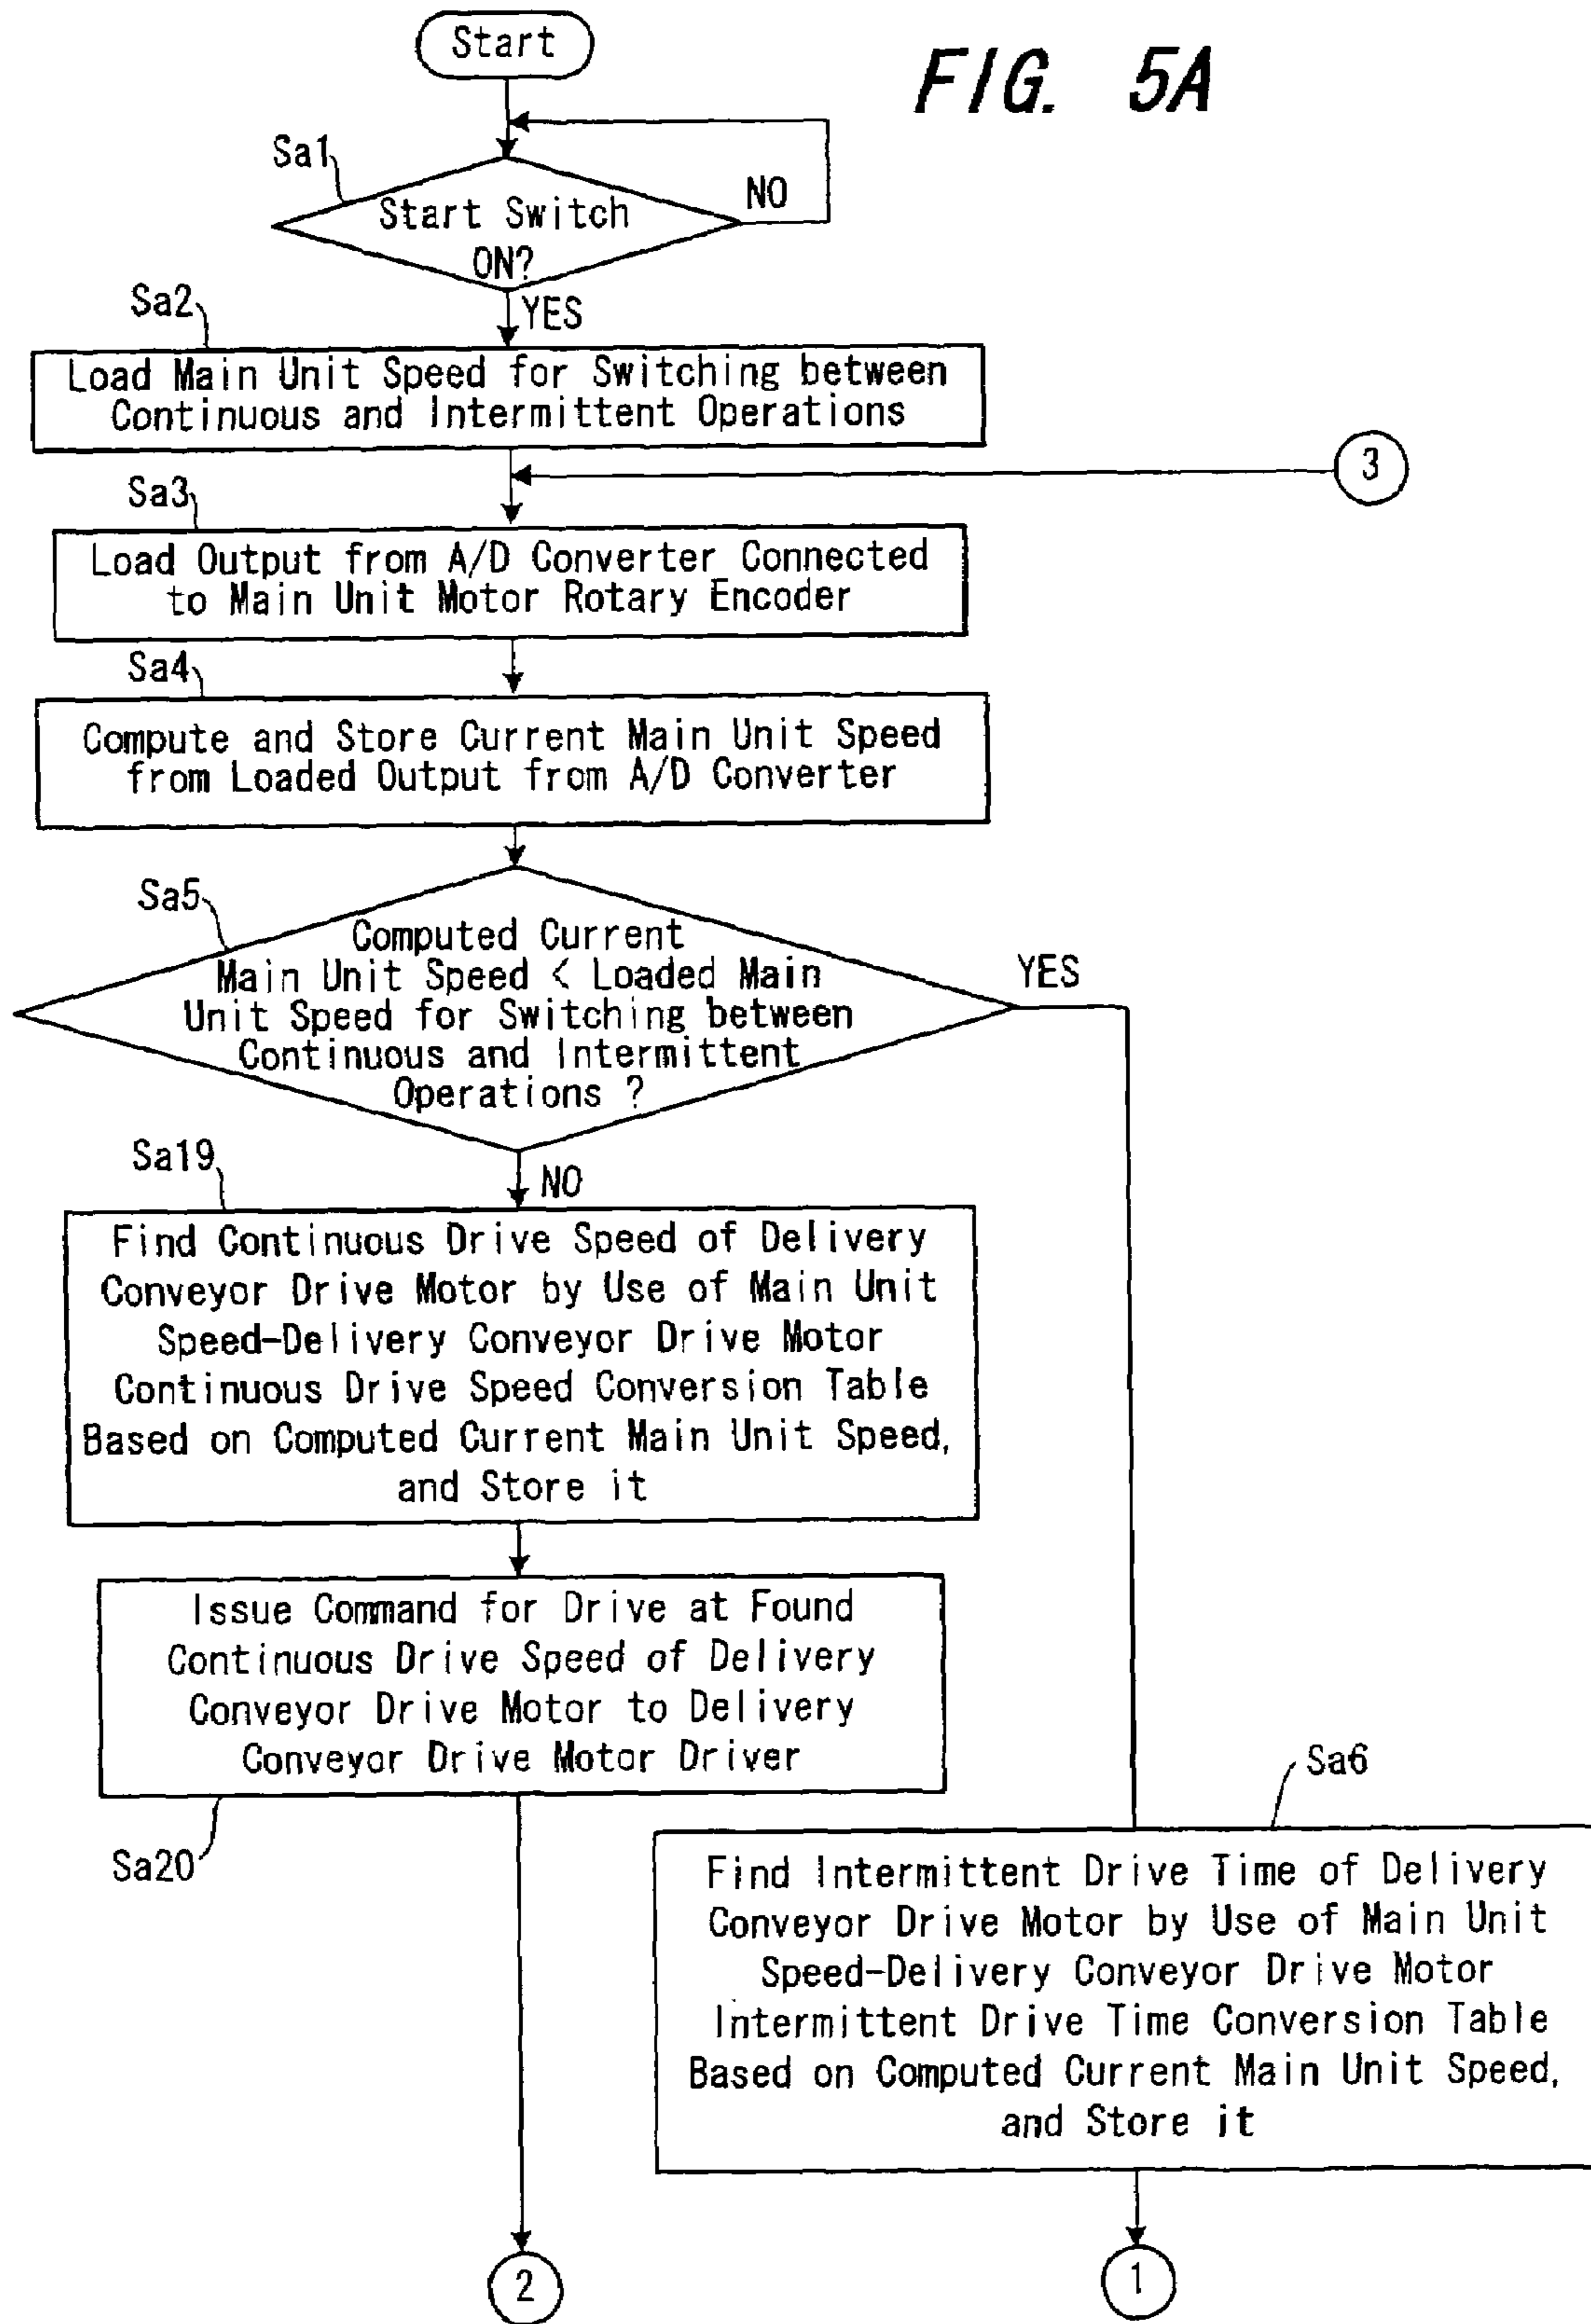 Start
FIG. 5A
Sa1
Start Switch
ON?
NO
YES
Sa2
Load Main Unit Speed for Switching between
Continuous and Intermittent Operations
3
Sa3
Load Output from A/D Converter Connected
to Main Unit Motor Rotary Encoder
Sa4
Compute and Store Current Main Unit Speed
from Loaded Output from A/D Converter
Sa5
Computed Current
Main Unit Speed < Loaded Main
Unit Speed for Switching between
Continuous and Intermittent
Operations ?
YES
NO
Sa19
Find Continuous Drive Speed of Delivery
Conveyor Drive Motor by Use of Main Unit
Speed-Delivery Conveyor Drive Motor
Continuous Drive Speed Conversion Table
Based on Computed Current Main Unit Speed,
and Store it
Issue Command for Drive at Found
Continuous Drive Speed of Delivery
Conveyor Drive Motor to Delivery
Conveyor Drive Motor Driver
Sa20
Sa6
Find Intermittent Drive Time of Delivery
Conveyor Drive Motor by Use of Main Unit
Speed-Delivery Conveyor Drive Motor
Intermittent Drive Time Conversion Table
Based on Computed Current Main Unit Speed,
and Store it
2
1